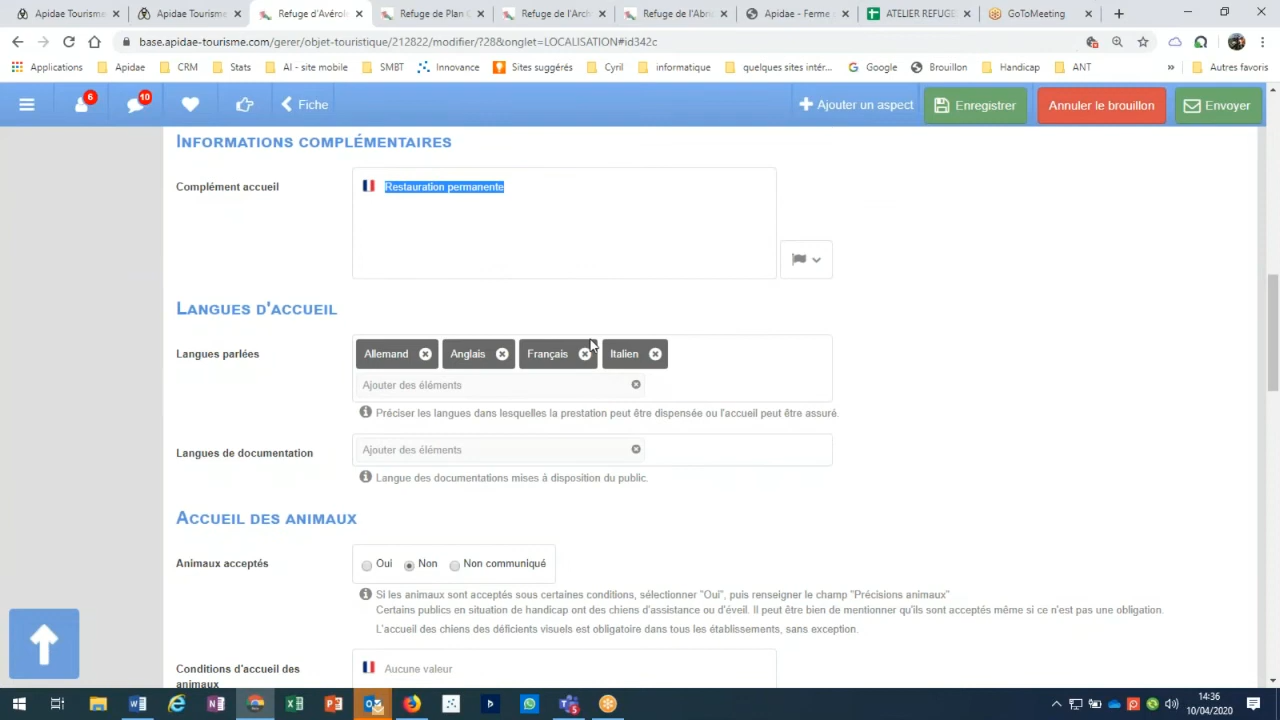 Apidae Tourisme
Apidae Tourisme
Refuge d'Avérole
Refuge de Plan
Refuge de l'Arch
Refuge de l'Abri
Apidae - Ferme
ATELIER REFUGE
GoToMeeting
base.apidae-tourisme.com/gerer/objet-touristique/212822/modifier/?28&onglet=LOCALISATION#id342c
Applications
Apidae
CRM
Stats
AI - site mobile
SMBT
Innovance
Sites suggérés
Cyril
informatique
quelques sites intér...
Google
Brouillon
Handicap
ANT
»
Autres favoris
6
10
Fiche
Ajouter un aspect
Enregistrer
Annuler le brouillon
Envoyer
INFORMATIONS COMPLÉMENTAIRES
Complément accueil
Restauration permanente
LANGUES D'ACCUEIL
Langues parlées
Allemand
Anglais
Français
Italien
Ajouter des éléments
Préciser les langues dans lesquelles la prestation peut être dispensée ou l'accueil peut être assuré.
Langues de documentation
Ajouter des éléments
Langue des documentations mises à disposition du public.
ACCUEIL DES ANIMAUX
Animaux acceptés
Oui
Non
Non communiqué
Si les animaux sont acceptés sous certaines conditions, sélectionner "Oui", puis renseigner le champ "Précisions animaux"
Certains publics en situation de handicap ont des chiens d'assistance ou d'éveil. Il peut être bien de mentionner qu'ils sont acceptés même si ce n'est pas une obligation.
L'accueil des chiens des déficients visuels est obligatoire dans tous les établissements, sans exception.
Conditions d'accueil des
animaux
Aucune valeur
14:36
10/04/2020